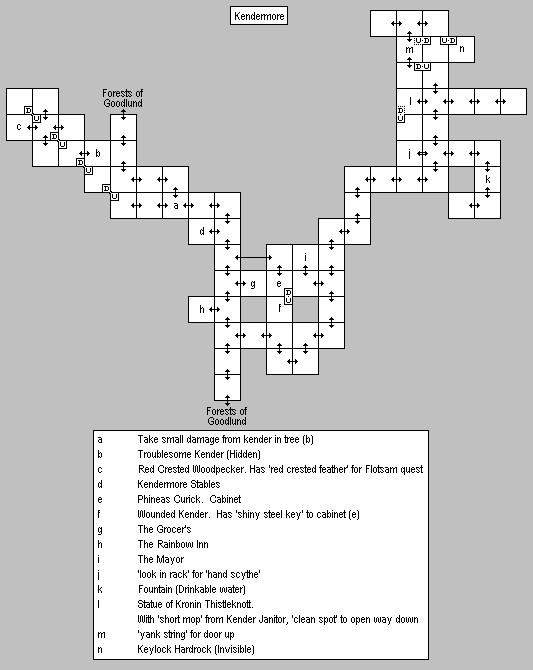 Kendermore
Forests of
Goodlund
U-D
U-D
m
n
D-U
D
U
l
D
U
c
D
U
b
j
D
U
k
D
U
a
d
i
g
e
D
U
h
f
Forests of
Goodlund
a Take small damage from kender in tree (b)
b Troublesome Kender (Hidden)
c Red Crested Woodpecker. Has 'red crested feather' for Flotsam quest
d Kendermore Stables
e Phineas Curick. Cabinet
f Wounded Kender. Has 'shiny steel key' to cabinet (e)
g The Grocer's
h The Rainbow Inn
i The Mayor
j 'look in rack' for 'hand scythe'
k Fountain (Drinkable water)
l Statue of Kronin Thistleknott.
With 'short mop' from Kender Janitor, 'clean spot' to open way down
m 'yank string' for door up
n Keylock Hardrock (Invisible)